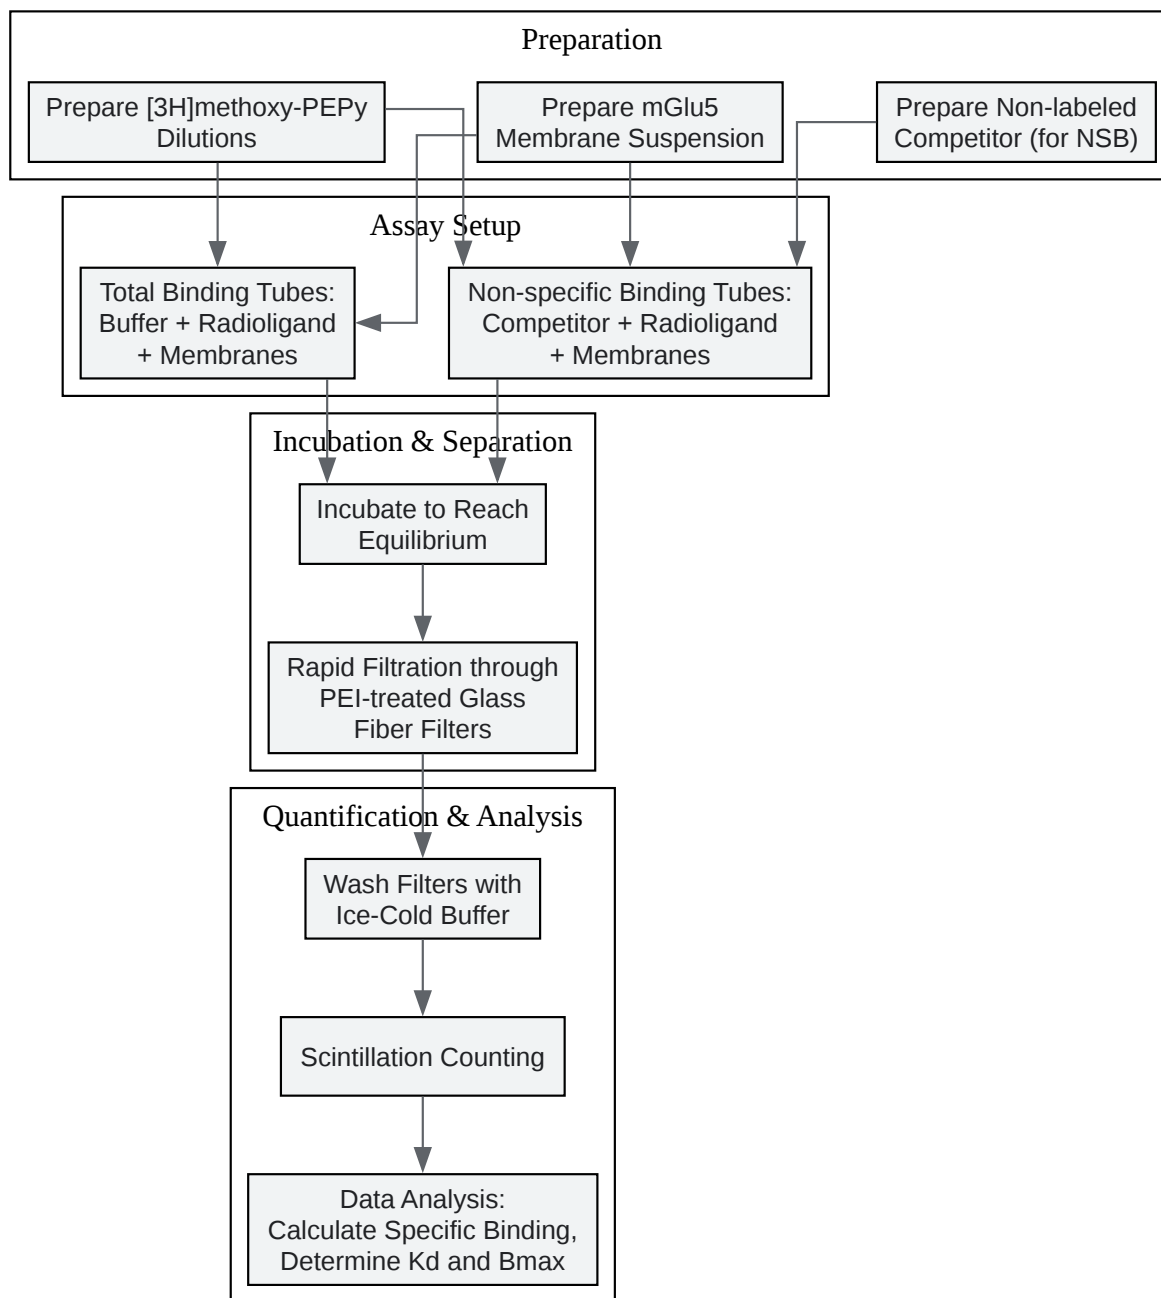 Preparation
Prepare [3H]methoxy-PEPy
Dilutions
Prepare mGlu5
Membrane Suspension
Prepare Non-labeled
Competitor (for NSB)
Assay Setup
Total Binding Tubes:
Buffer + Radioligand
+ Membranes
Non-specific Binding Tubes:
Competitor + Radioligand
+ Membranes
Incubation & Separation
Incubate to Reach
Equilibrium
Rapid Filtration through
PEI-treated Glass
Fiber Filters
Quantification & Analysis
Wash Filters with
Ice-Cold Buffer
Scintillation Counting
Data Analysis:
Calculate Specific Binding,
Determine Kd and Bmax